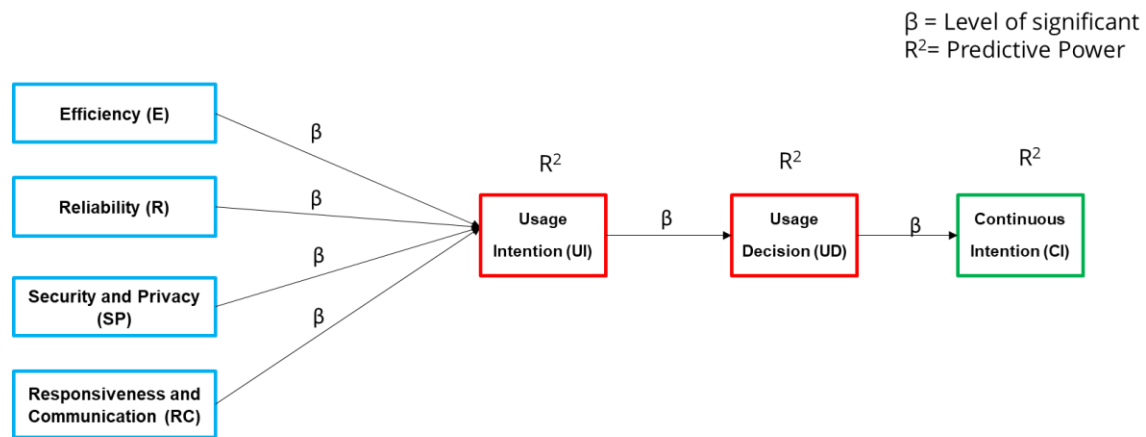 β = Level of significant
R²= Predictive Power
Efficiency (E)
β
Reliability (R)
β
Security and Privacy
(SP)
β
Responsiveness and
Communication (RC)
β
R²
Usage
Intention (UI)
β
R²
Usage
Decision (UD)
β
R²
Continuous
Intention (CI)